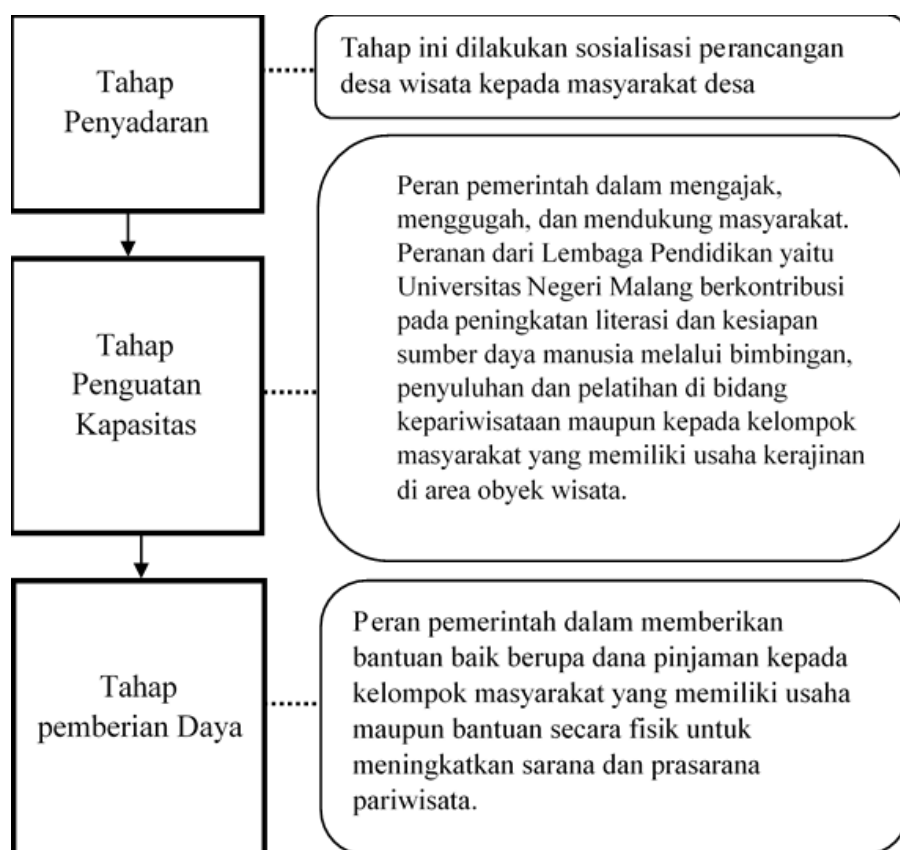 Tahap
Penyadaran
Tahap ini dilakukan sosialisasi perancangan
desa wisata kepada masyarakat desa
Tahap
Penguatan
Kapasitas
Peran pemerintah dalam mengajak,
menggugah, dan mendukung masyarakat.
Peranan dari Lembaga Pendidikan yaitu
Universitas Negeri Malang berkontribusi
pada peningkatan literasi dan kesiapan
sumber daya manusia melalui bimbingan,
penyuluhan dan pelatihan di bidang
kepariwisataan maupun kepada kelompok
masyarakat yang memiliki usaha kerajinan
di area obyek wisata.
Tahap
pemberian Daya
Peran pemerintah dalam memberikan
bantuan baik berupa dana pinjaman kepada
kelompok masyarakat yang memiliki usaha
maupun bantuan secara fisik untuk
meningkatkan sarana dan prasarana
pariwisata.